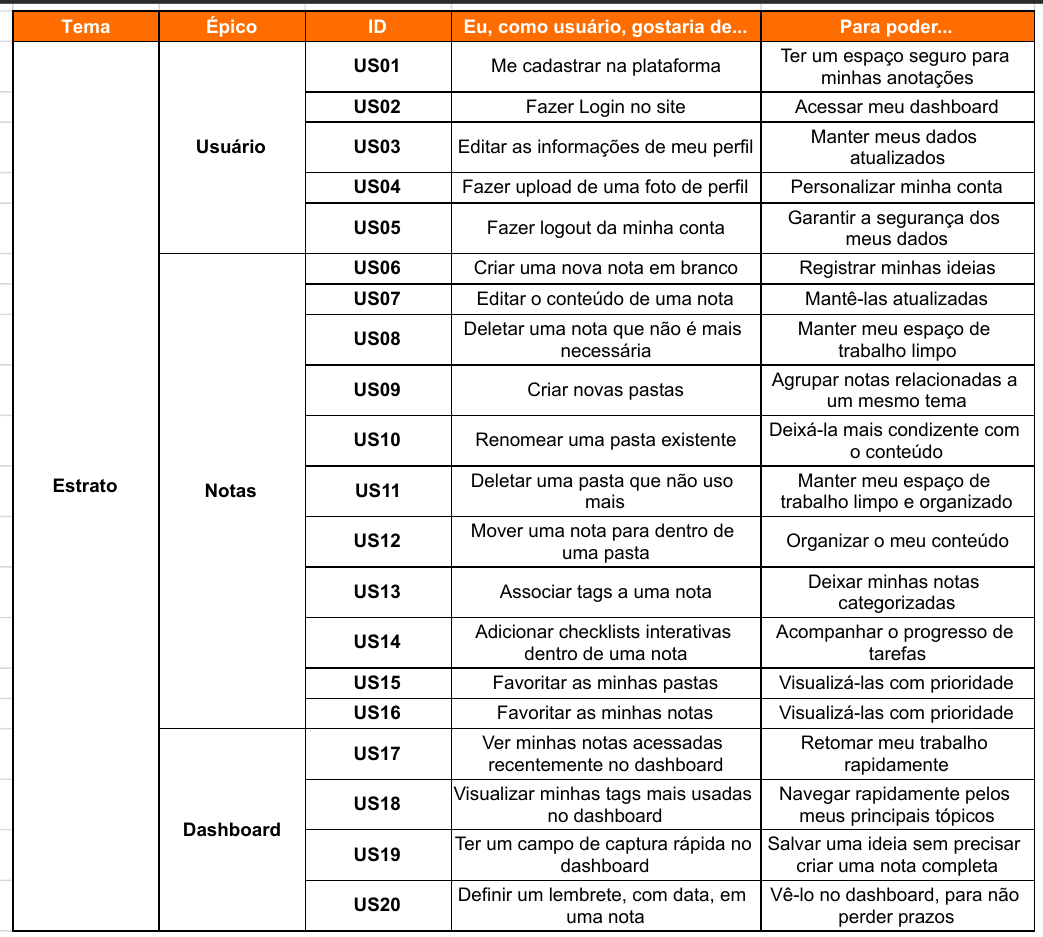 Tema Épico ID Eu, como usuário, gostaria de... Para poder...
Estrato
Usuário
US01 Me cadastrar na plataforma Ter um espaço seguro para
minhas anotações
US02 Fazer Login no site Acessar meu dashboard
US03 Editar as informações de meu perfil Manter meus dados
atualizados
US04 Fazer upload de uma foto de perfil Personalizar minha conta
US05 Fazer logout da minha conta Garantir a segurança dos
meus dados
Notas
US06 Criar uma nova nota em branco Registrar minhas ideias
US07 Editar o conteúdo de uma nota Mantê-las atualizadas
US08 Deletar uma nota que não é mais
necessária
Manter meu espaço de
trabalho limpo
US09 Criar novas pastas Agrupar notas relacionadas a
um mesmo tema
US10 Renomear uma pasta existente Deixá-la mais condizente com
o conteúdo
US11 Deletar uma pasta que não uso
mais
Manter meu espaço de
trabalho limpo e organizado
US12 Mover uma nota para dentro de
uma pasta
Organizar o meu conteúdo
US13 Associar tags a uma nota Deixar minhas notas
categorizadas
US14 Adicionar checklists interativas
dentro de uma nota
Acompanhar o progresso de
tarefas
US15 Favoritar as minhas pastas Visualizá-las com prioridade
US16 Favoritar as minhas notas Visualizá-las com prioridade
Dashboard
US17 Ver minhas notas acessadas
recentemente no dashboard
Retomar meu trabalho
rapidamente
US18 Visualizar minhas tags mais usadas
no dashboard
Navegar rapidamente pelos
meus principais tópicos
US19 Ter um campo de captura rápida no
dashboard
Salvar uma ideia sem precisar
criar uma nota completa
US20 Definir um lembrete, com data, em
uma nota
Vê-lo no dashboard, para não
perder prazos